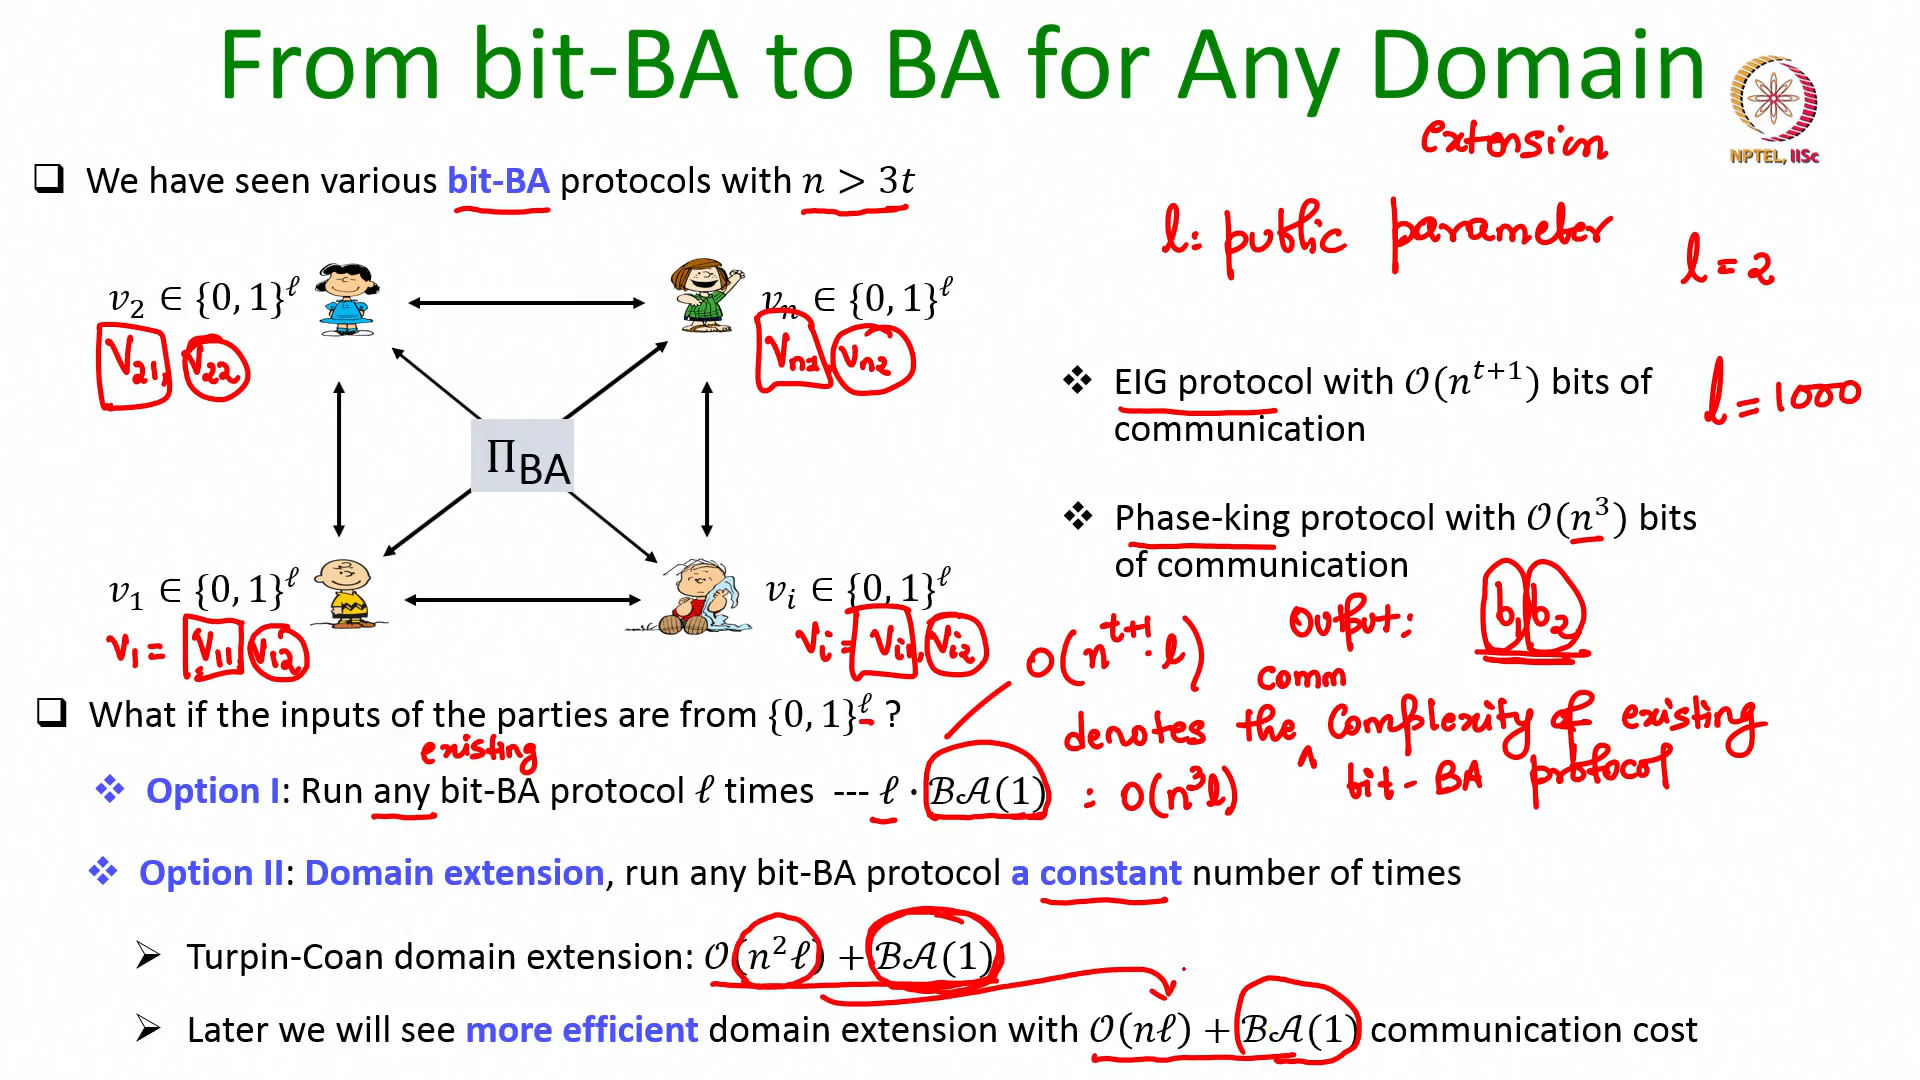 From bit-BA to BA for Any Domain
NPTEL, IISc
extension
❑ We have seen various bit-BA protocols with n > 3t
l: public parameter
l = 2
v₂ ∈ {0, 1}^ℓ
vₙ ∈ {0, 1}^ℓ
V₂₁, V₂₂
Vₙ₁, Vₙ₂
❖ EIG protocol with 𝒪(n^{t+1}) bits of
communication
l = 1000
Π_BA
❖ Phase-king protocol with 𝒪(n³) bits
of communication
v₁ ∈ {0, 1}^ℓ
vᵢ ∈ {0, 1}^ℓ
V₁ = V₁₁ V₁₂
Vᵢ = Vᵢ₁, Vᵢ₂
O(n^{t+1} · l)
Output: b₁ b₂
❑ What if the inputs of the parties are from {0, 1}^ℓ ?
comm
denotes the ^ Complexity of existing
bit-BA protocol
existing
❖ Option I: Run any bit-BA protocol ℓ times --- ℓ · ℬ𝒜(1) : O(n³l)
❖ Option II: Domain extension, run any bit-BA protocol a constant number of times
➢ Turpin-Coan domain extension: 𝒪(n²ℓ) + ℬ𝒜(1)
➢ Later we will see more efficient domain extension with 𝒪(nℓ) + ℬ𝒜(1) communication cost